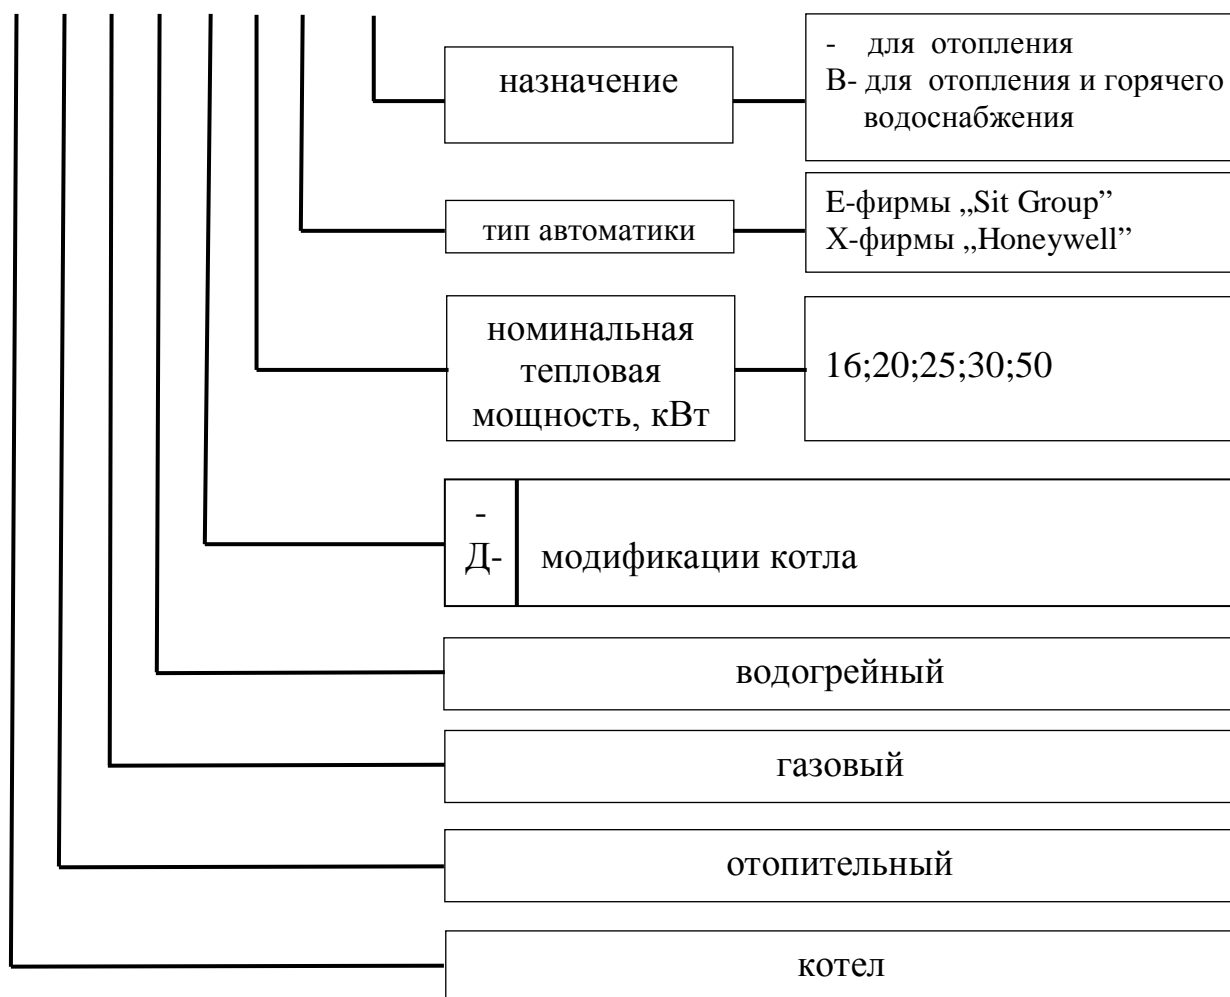 назначение
- для отопления
В- для отопления и горячего
водоснабжения
тип автоматики
Е-фирмы „Sit Group”
Х-фирмы „Honeywell”
номинальная
тепловая
мощность, кВт
16;20;25;30;50
-
Д-
модификации котла
водогрейный
газовый
отопительный
котел